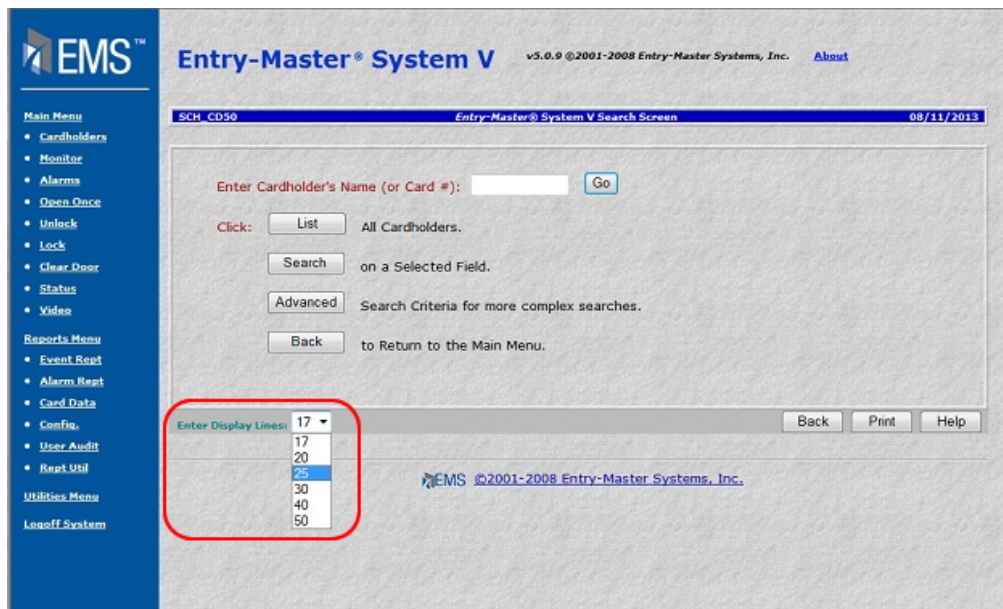 EMS™
Entry-Master® System V
v5.0.9 ©2001-2008 Entry-Master Systems, Inc.
About
Main Menu
Cardholders
Monitor
Alarms
Open Once
Unlock
Lock
Clear Door
Status
Video
Reports Menu
Event Rept
Alarm Rept
Card Data
Config.
User Audit
Rept Util
Utilities Menu
Logoff System
SCH_CD50 Entry-Master® System V Search Screen 08/11/2013
Enter Cardholder's Name (or Card #): Go
Click: List All Cardholders.
Search on a Selected Field.
Advanced Search Criteria for more complex searches.
Back to Return to the Main Menu.
Enter Display Lines: 17
17
20
25
30
40
50
Back Print Help
EMS ©2001-2008 Entry-Master Systems, Inc.